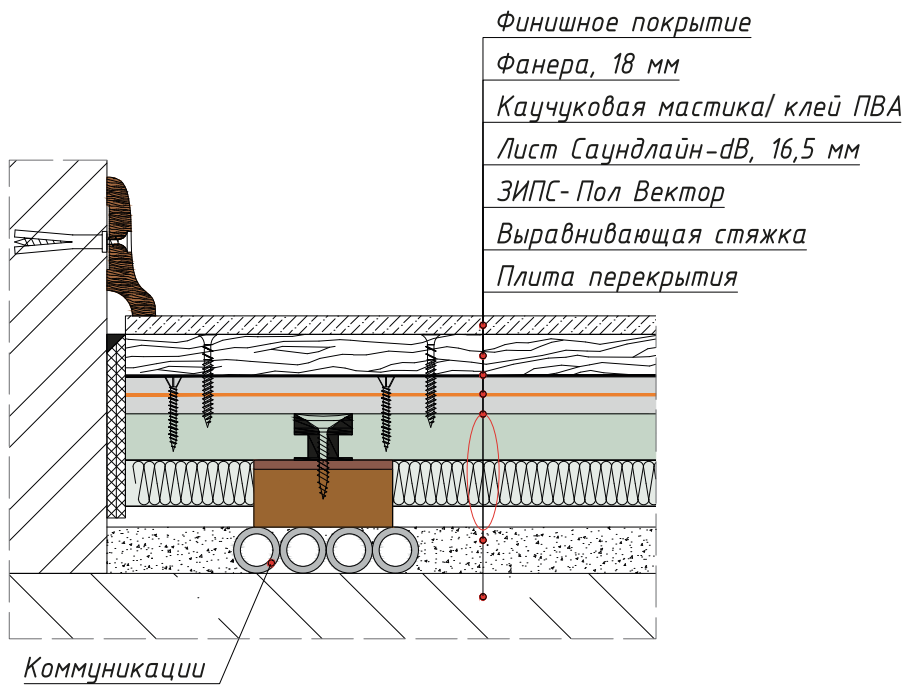 Финишное покрытие
Фанера, 18 мм
Каучуковая мастика/ клей ПВА
Лист Саундлайн-dB, 16,5 мм
ЗИПС- Пол Вектор
Выравнивающая стяжка
Плита перекрытия
Коммуникации